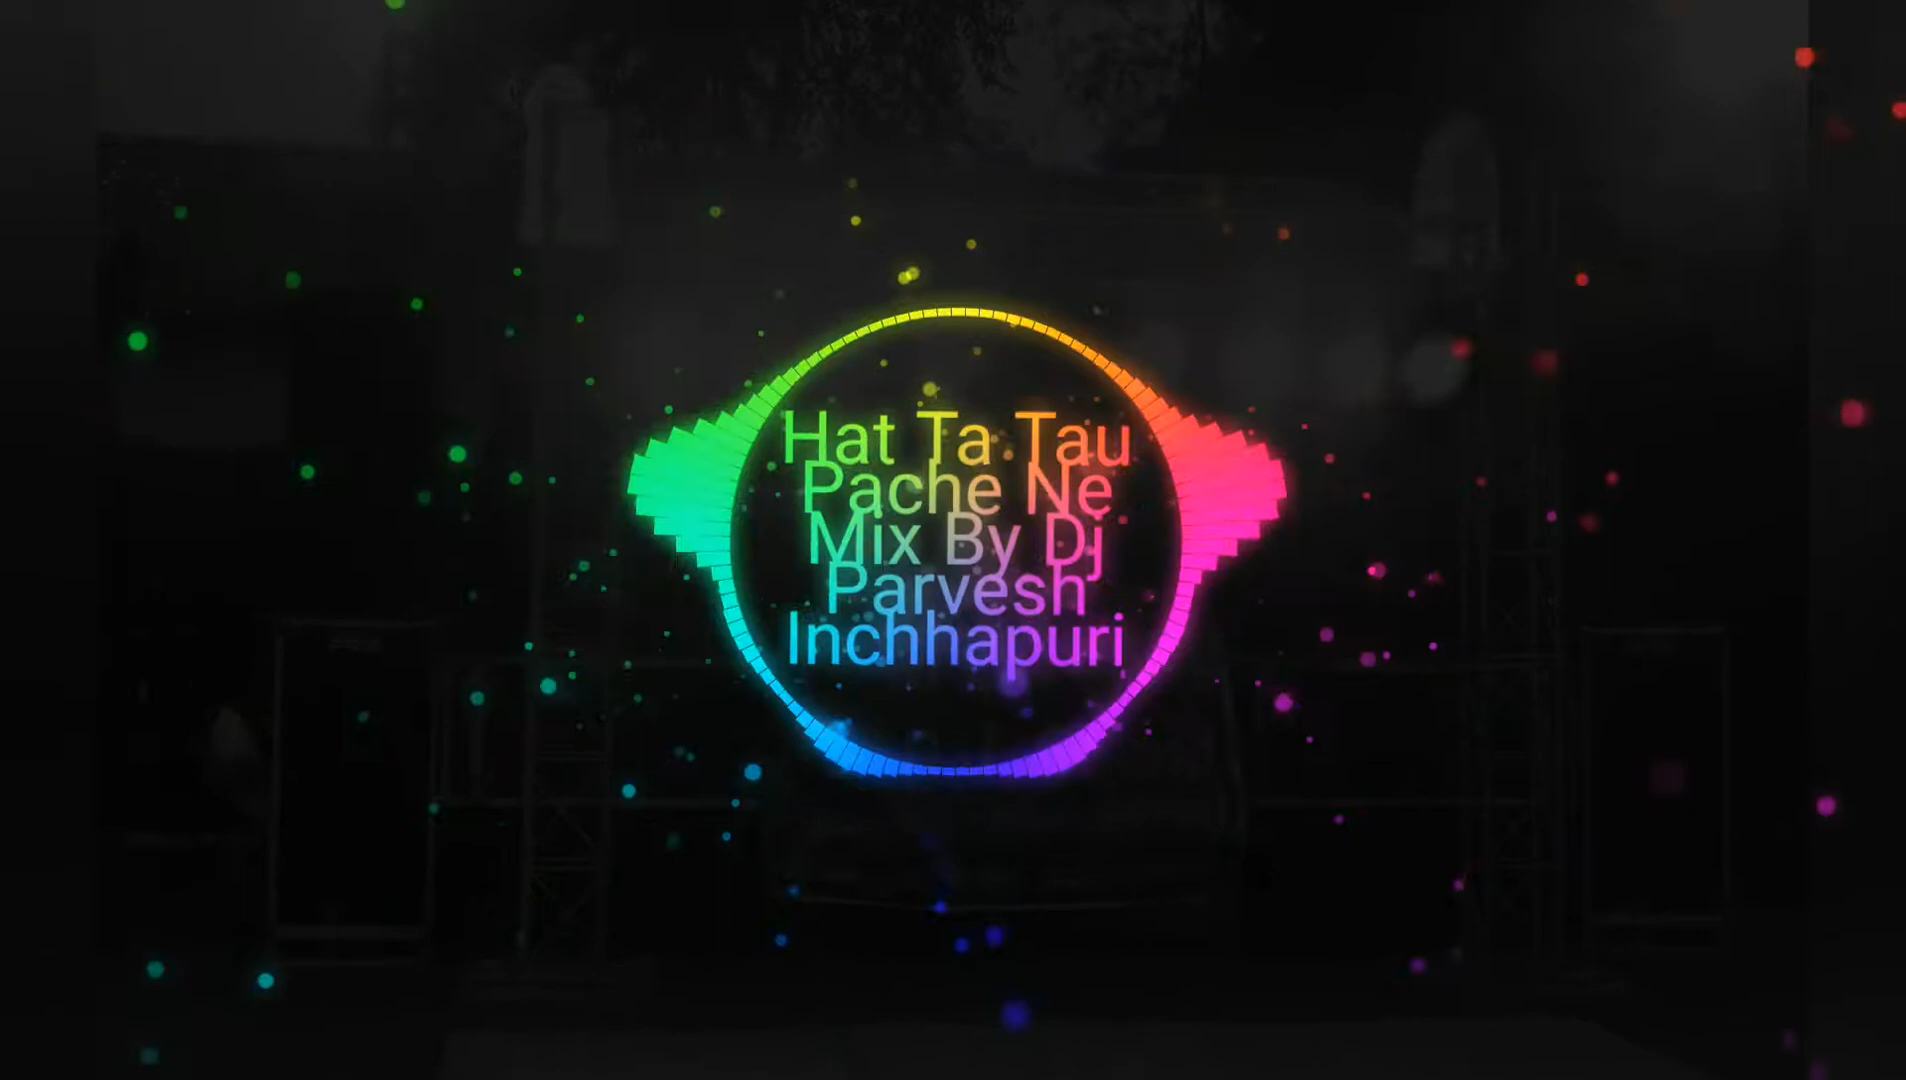 Hat Ta Tau
Pache Ne
Mix By Dj
Parvesh
Inchhapuri